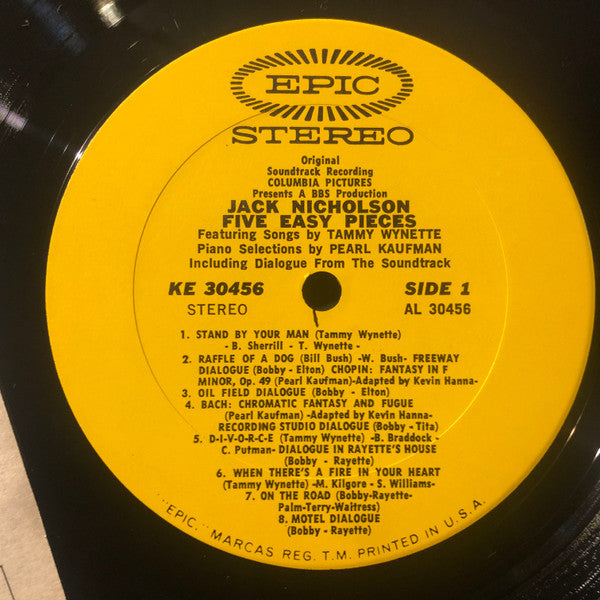 EPIC
STEREO
Original
Soundtrack Recording
COLUMBIA PICTURES
Presents A BBS Production
JACK NICHOLSON
FIVE EASY PIECES
Featuring Songs by TAMMY WYNETTE
Piano Selections by PEARL KAUFMAN
Including Dialogue From The Soundtrack
KE 30456 SIDE 1
STEREO AL 30456
1. STAND BY YOUR MAN (Tammy Wynette)
- B. Sherrill - T. Wynette -
2. RAFFLE OF A DOG (Bill Bush) -W. Bush- FREEWAY
DIALOGUE (Bobby - Elton) CHOPIN: FANTASY IN F
MINOR, Op. 49 (Pearl Kaufman)-Adapted by Kevin Hanna-
3. OIL FIELD DIALOGUE (Bobby - Elton)
4. BACH: CHROMATIC FANTASY AND FUGUE
(Pearl Kaufman) -Adapted by Kevin Hanna-
RECORDING STUDIO DIALOGUE (Bobby - Tita)
5. D-I-V-O-R-C-E (Tammy Wynette) -B. Braddock -
C. Putman- DIALOGUE IN RAYETTE'S HOUSE
(Bobby - Rayette)
6. WHEN THERE'S A FIRE IN YOUR HEART
(Tammy Wynette) -M. Kilgore - S. Williams-
7. ON THE ROAD (Bobby-Rayette-
Palm-Terry-Waitress)
8. MOTEL DIALOGUE
(Bobby - Rayette)
"EPIC," MARCAS REG. T.M. PRINTED IN U.S.A.